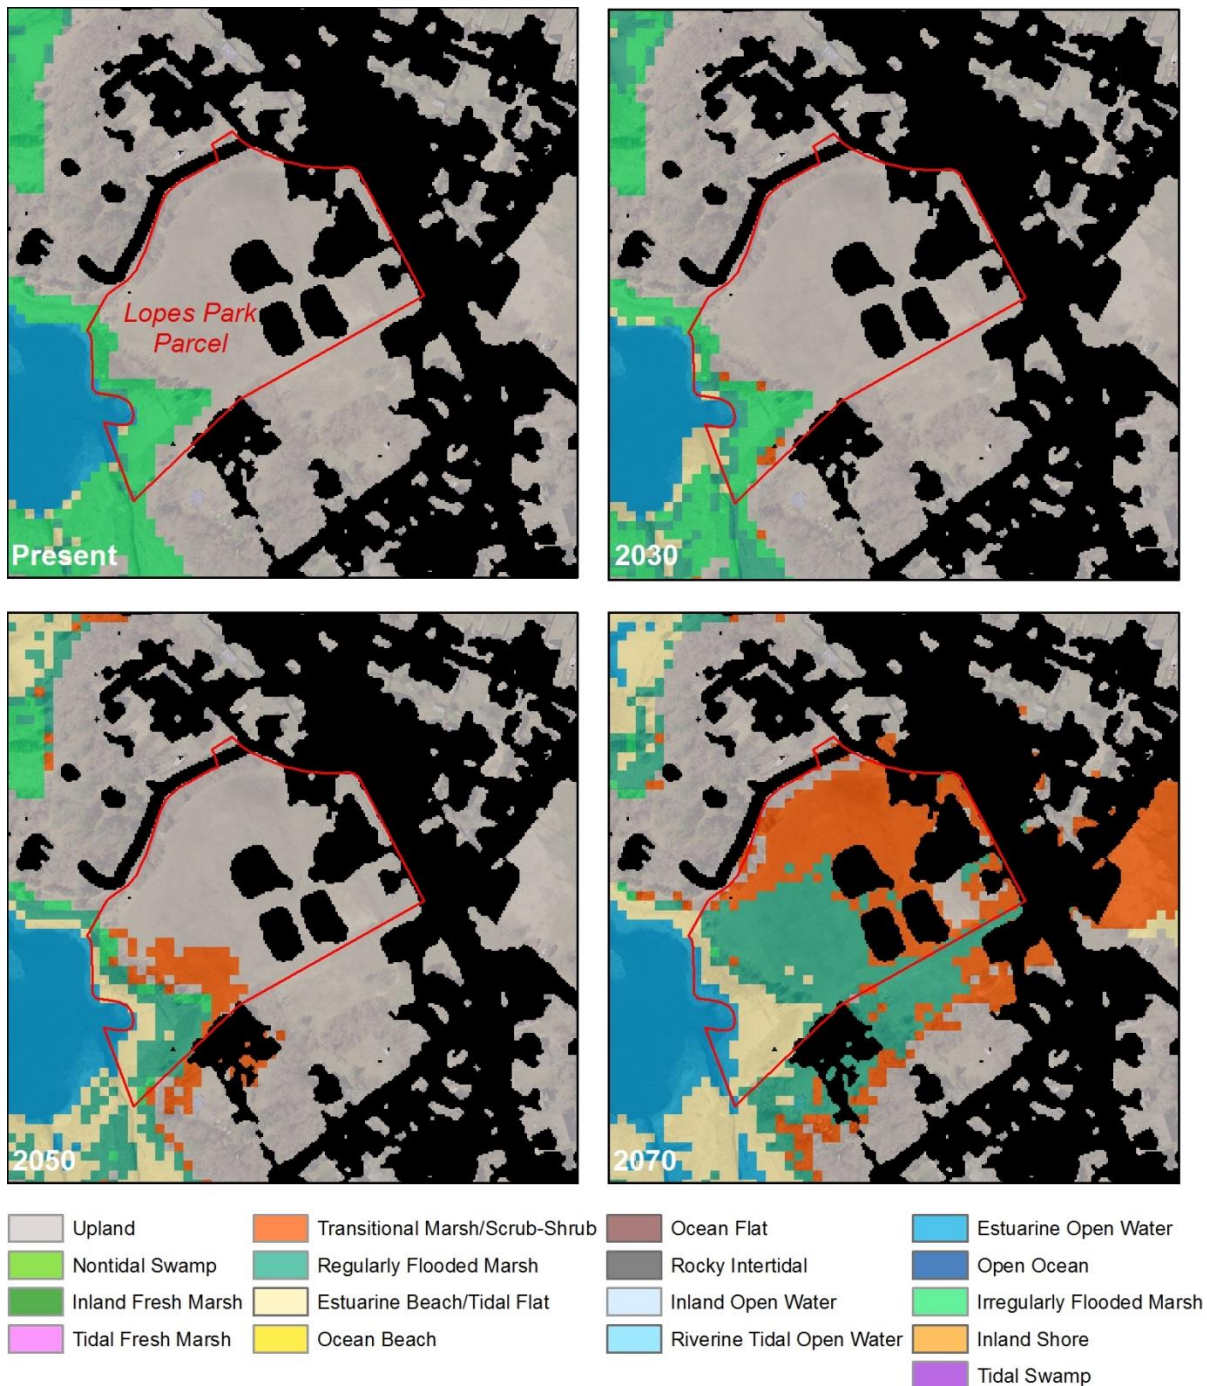 Lopes Park
Parcel
Present
2030
2050
2070
Upland
Nontidal Swamp
Inland Fresh Marsh
Tidal Fresh Marsh
Transitional Marsh/Scrub-Shrub
Regularly Flooded Marsh
Estuarine Beach/Tidal Flat
Ocean Beach
Ocean Flat
Rocky Intertidal
Inland Open Water
Riverine Tidal Open Water
Estuarine Open Water
Open Ocean
Irregularly Flooded Marsh
Inland Shore
Tidal Swamp